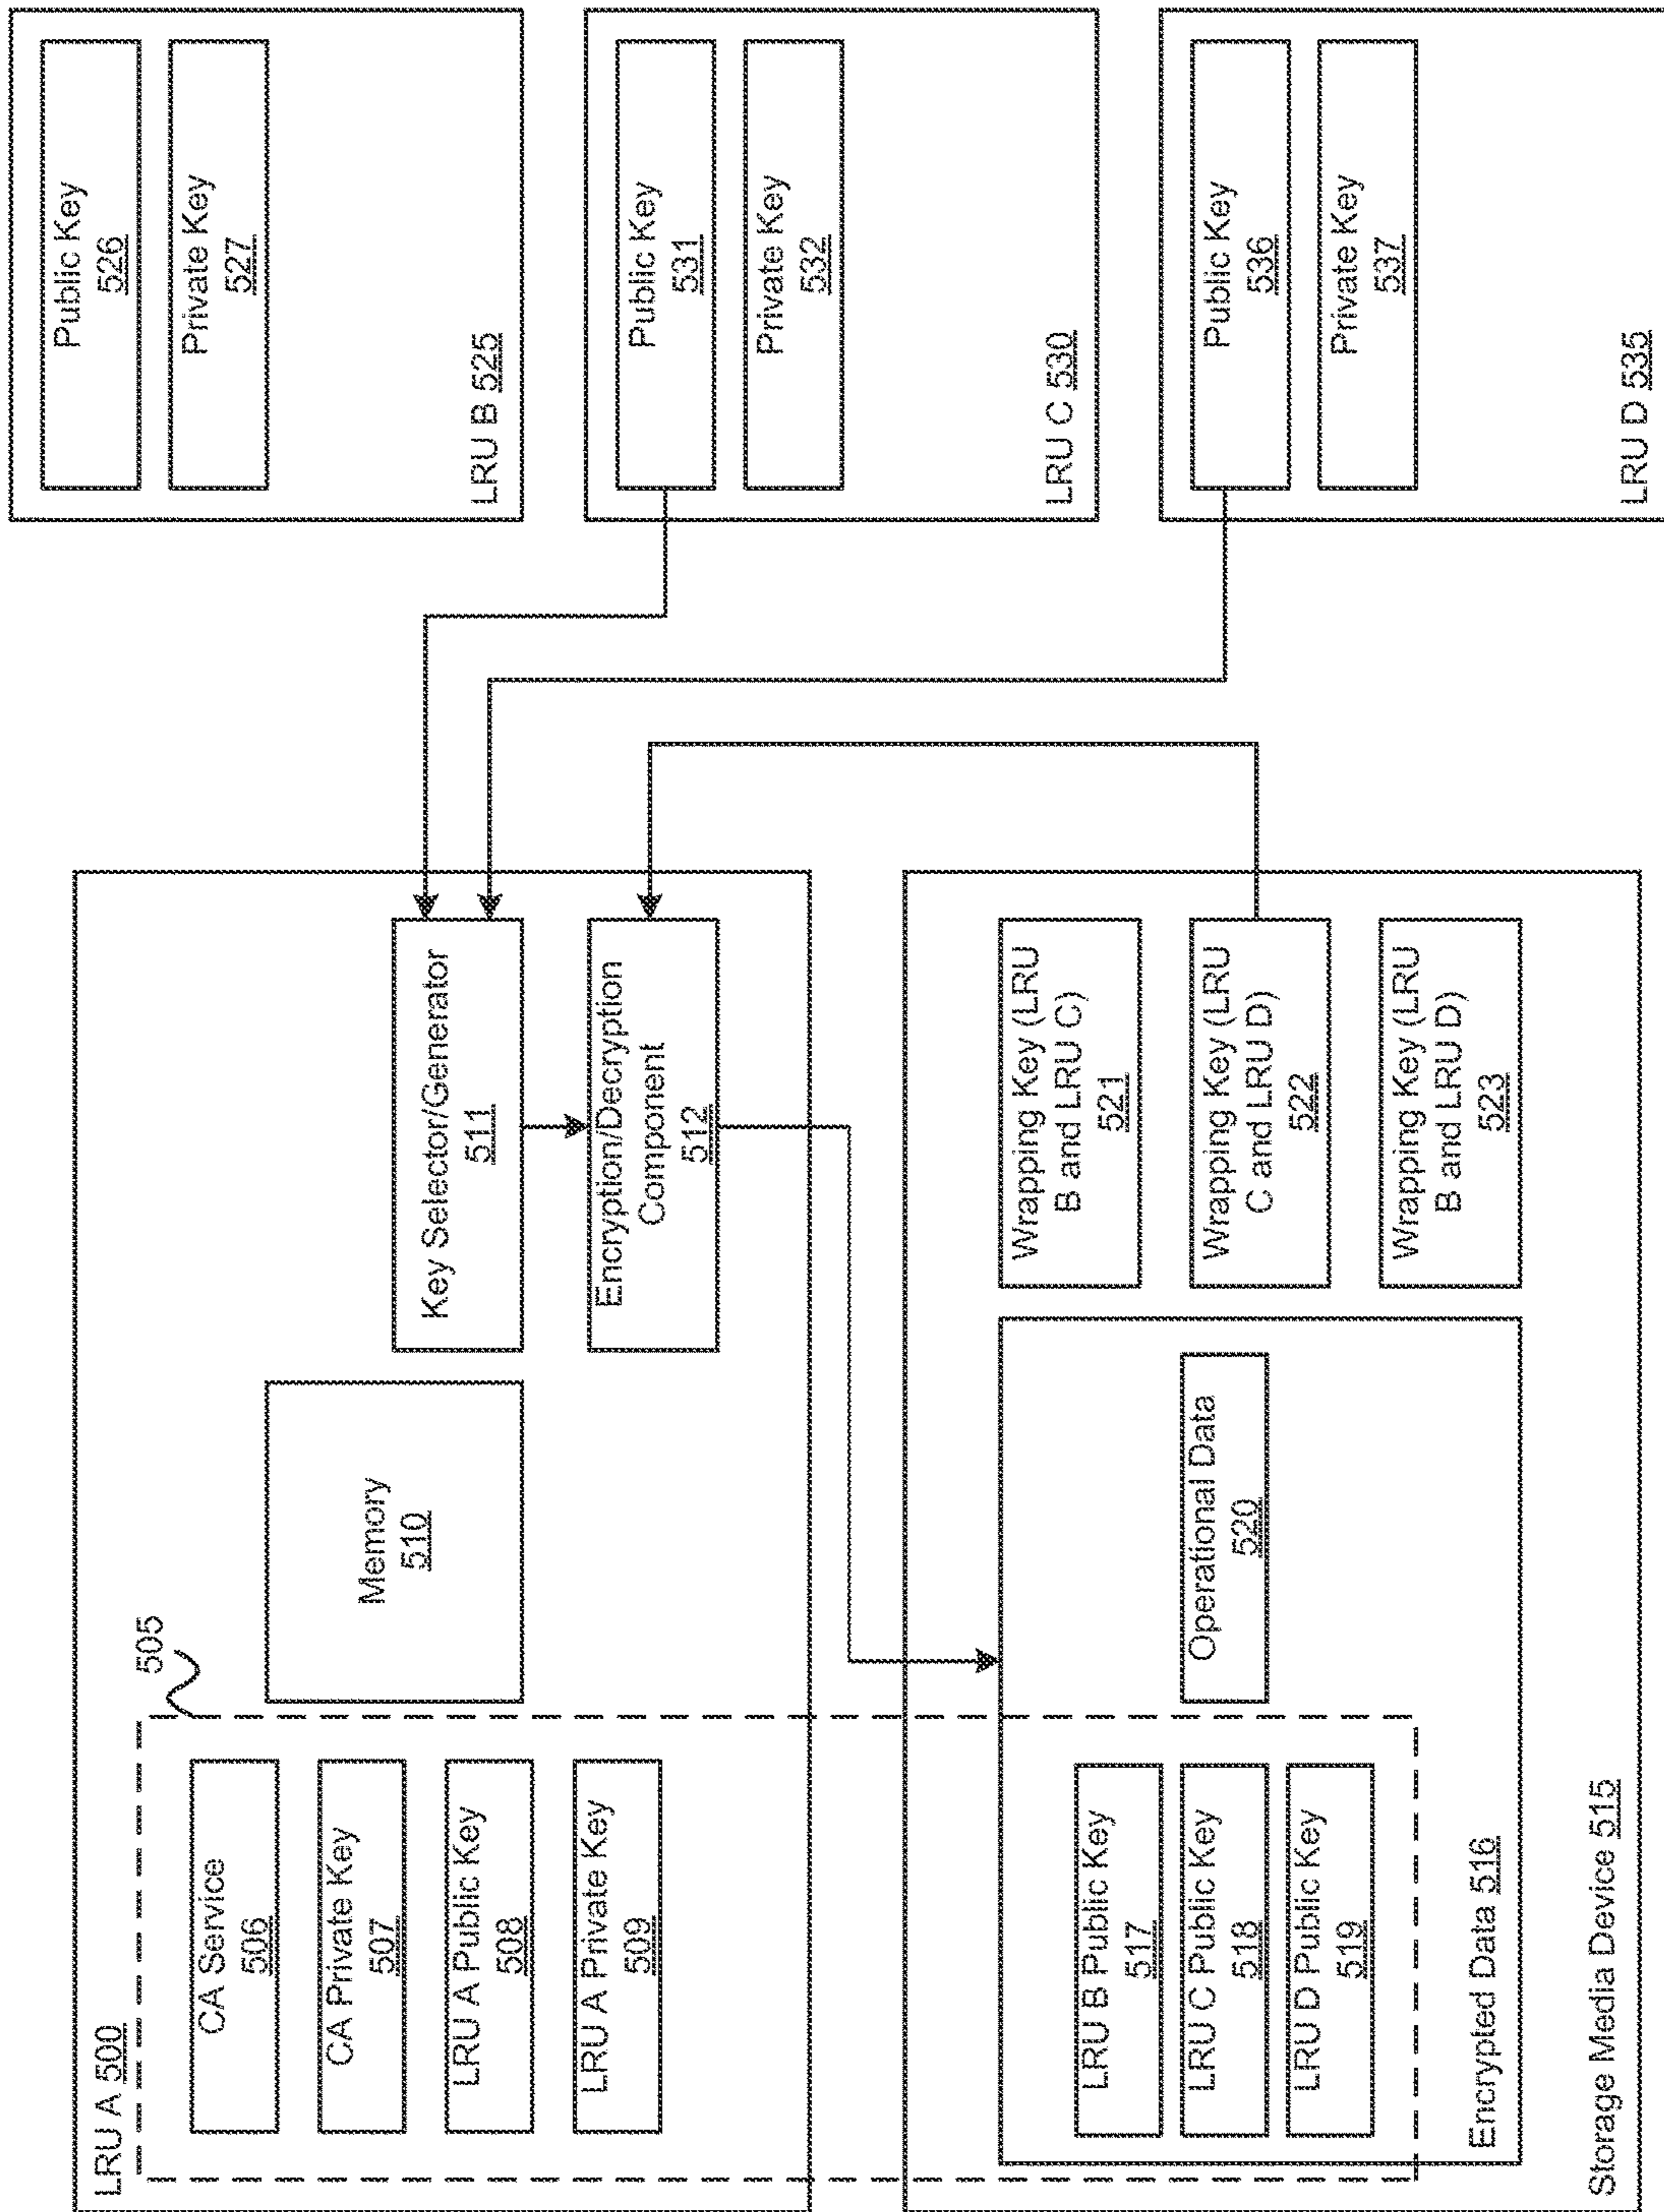 LRU A 500
505
CA Service
506
CA Private Key
507
LRU A Public Key
508
LRU A Private Key
509
Memory
510
Key Selector/Generator
511
Encryption/Decryption
Component
512
LRU B Public Key
517
LRU C Public Key
518
LRU D Public Key
519
Operational Data
520
Encrypted Data 516
Wrapping Key (LRU
B and LRU C)
521
Wrapping Key (LRU
C and LRU D)
522
Wrapping Key (LRU
B and LRU D)
523
Storage Media Device 515
Public Key
526
Private Key
527
LRU B 525
Public Key
531
Private Key
532
LRU C 530
Public Key
536
Private Key
537
LRU D 535